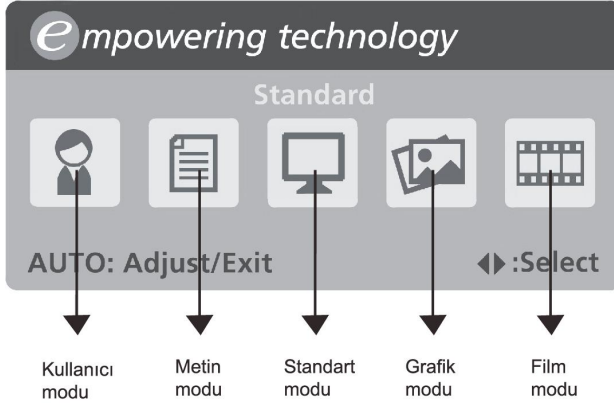 empowering technology
Standard
AUTO: Adjust/Exit
◀▶ :Select
Kullanıcı modu
Metin modu
Standart modu
Grafik modu
Film modu